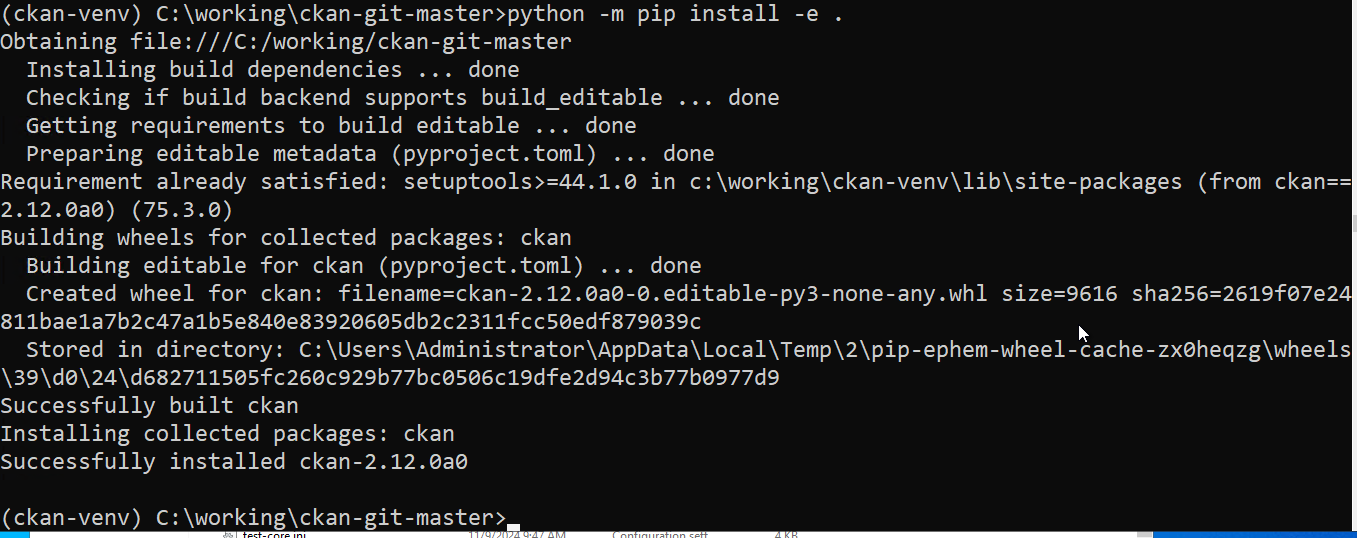 (ckan-venv) C:\working\ckan-git-master>python -m pip install -e .
Obtaining file:///C:/working/ckan-git-master
  Installing build dependencies ... done
  Checking if build backend supports build_editable ... done
  Getting requirements to build editable ... done
  Preparing editable metadata (pyproject.toml) ... done
Requirement already satisfied: setuptools>=44.1.0 in c:\working\ckan-venv\lib\site-packages (from ckan==
2.12.0a0) (75.3.0)
Building wheels for collected packages: ckan
  Building editable for ckan (pyproject.toml) ... done
  Created wheel for ckan: filename=ckan-2.12.0a0-0.editable-py3-none-any.whl size=9616 sha256=2619f07e24
811bae1a7b2c47a1b5e840e83920605db2c2311fcc50edf879039c
  Stored in directory: C:\Users\Administrator\AppData\Local\Temp\2\pip-ephem-wheel-cache-zx0heqzg\wheels
\39\d0\24\d682711505fc260c929b77bc0506c19dfe2d94c3b77b0977d9
Successfully built ckan
Installing collected packages: ckan
Successfully installed ckan-2.12.0a0
(ckan-venv) C:\working\ckan-git-master>
test-core.ini 11/9/2024 9:47 AM Configuration sett... 4 KB